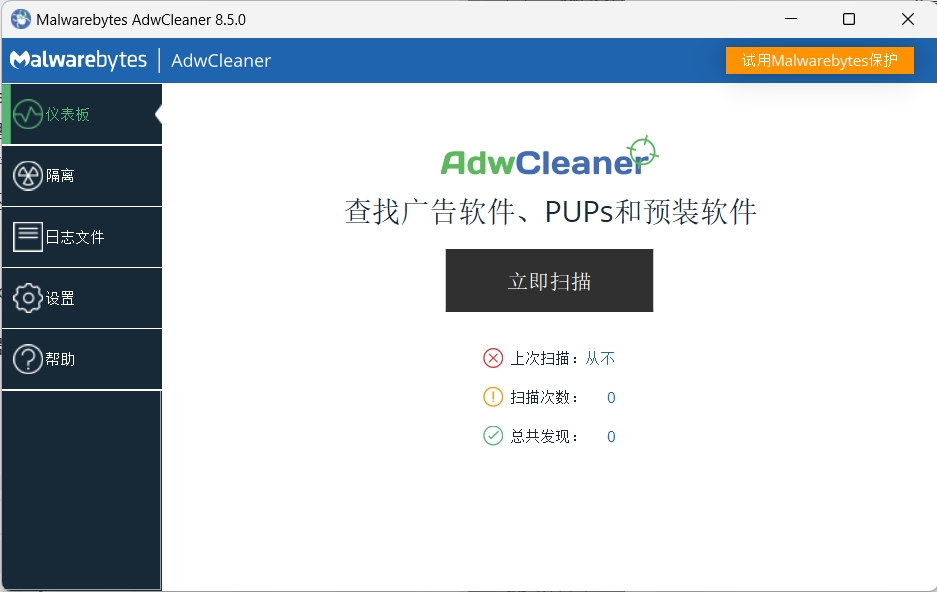 Malwarebytes AdwCleaner 8.5.0
Malwarebytes | AdwCleaner
试用Malwarebytes保护
仪表板
隔离
日志文件
设置
帮助
AdwCleaner
查找广告软件、PUPs和预装软件
立即扫描
上次扫描：从不
扫描次数： 0
总共发现： 0